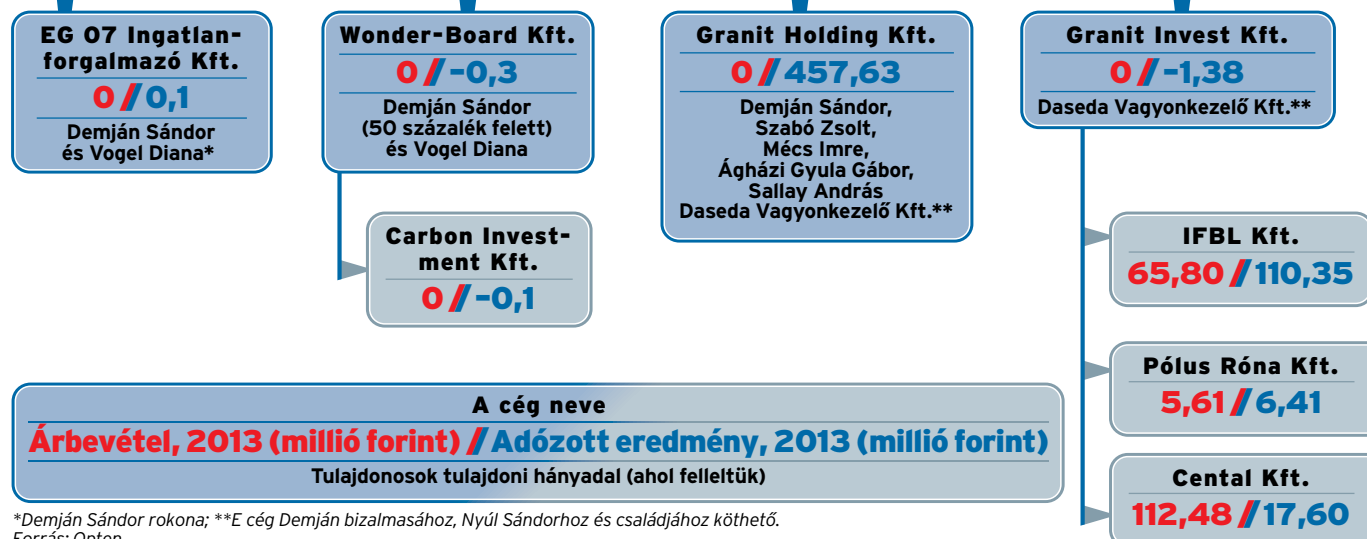 EG 07 Ingatlan-
forgalmazó Kft.
0 // 0,1
Demján Sándor
és Vogel Diana*
Wonder-Board Kft.
0 // -0,3
Demján Sándor
(50 százalék felett)
és Vogel Diana
Carbon Invest-
ment Kft.
0 // -0,1
Granit Holding Kft.
0 // 457,63
Demján Sándor,
Szabó Zsolt,
Mécs Imre,
Ágházi Gyula Gábor,
Sallay András
Daseda Vagyonkezelő Kft.**
Granit Invest Kft.
0 // -1,38
Daseda Vagyonkezelő Kft.**
IFBL Kft.
65,80 // 110,35
Pólus Róna Kft.
5,61 // 6,41
Cental Kft.
112,48 // 17,60
A cég neve
Árbevétel, 2013 (millió forint) // Adózott eredmény, 2013 (millió forint)
Tulajdonosok tulajdoni hányadal (ahol felleltük)
*Demján Sándor rokona; **E cég Demján bizalmasához, Nyúl Sándorhoz és családjához köthető.
Forrás: Opten